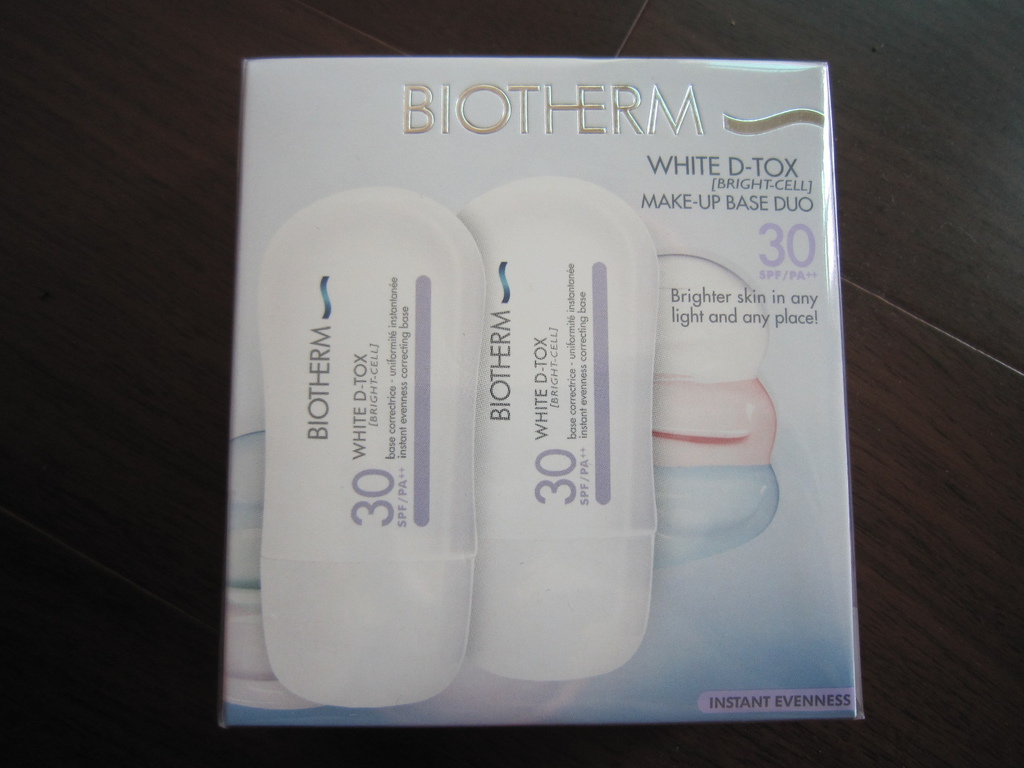 BIOTHERM
WHITE D-TOX
[BRIGHT-CELL]
MAKE-UP BASE DUO
30
SPF/PA++
Brighter skin in any
light and any place!
BIOTHERM
WHITE D-TOX
[BRIGHT-CELL]
30
SPF/PA++
base correctrice - uniformité instantanée
instant evenness correcting base
BIOTHERM
WHITE D-TOX
[BRIGHT-CELL]
30
SPF/PA++
base correctrice - uniformité instantanée
instant evenness correcting base
INSTANT EVENNESS